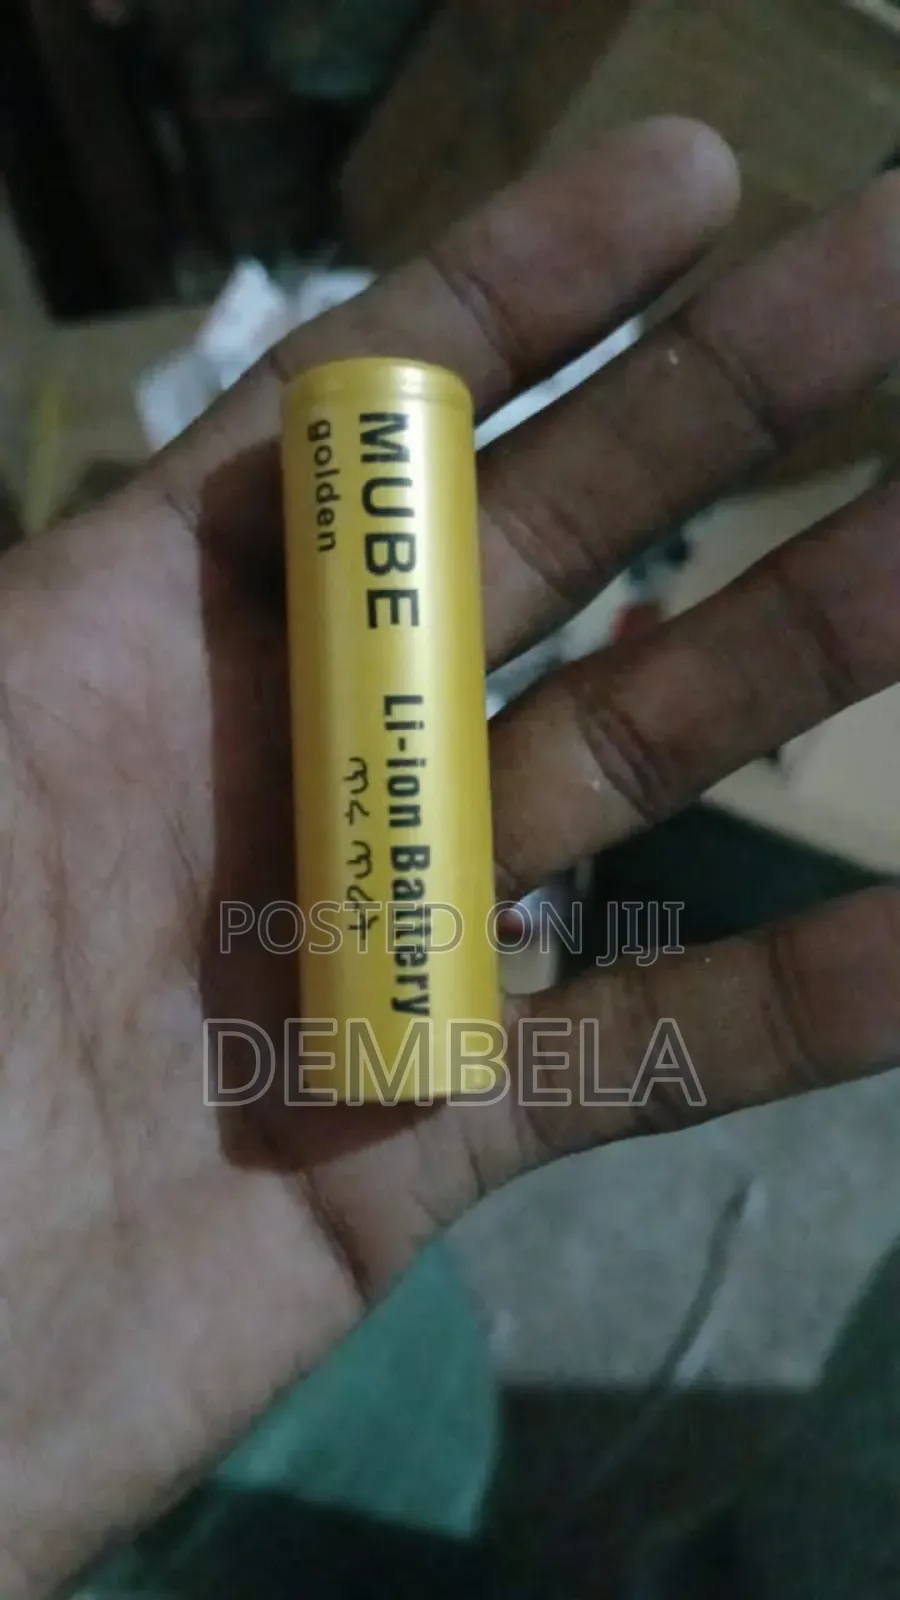 MUBE Li-ion Battery
golden
POSTED ON JIJI
DEMBELA